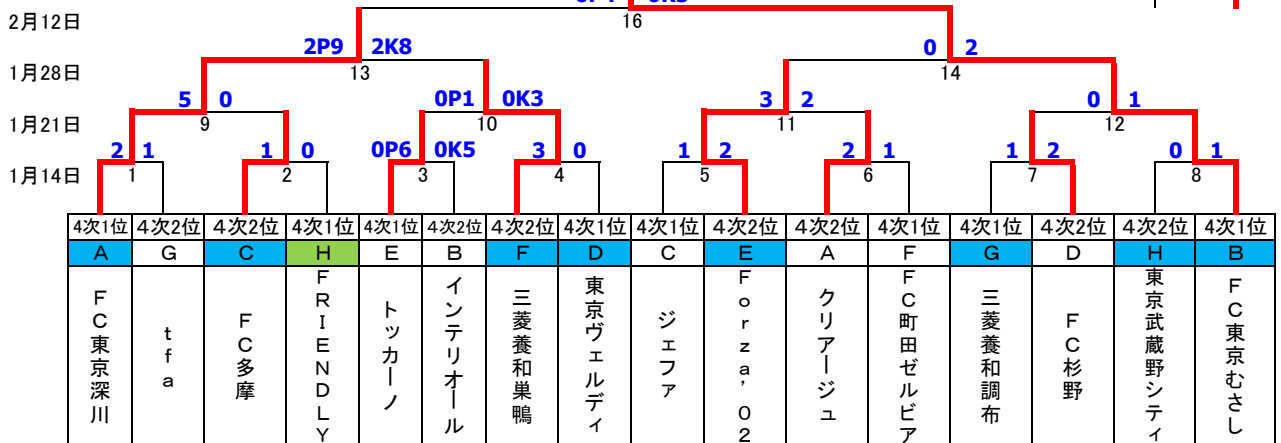 2月12日
16
2P9 2K8 0 2
1月28日
13 14
5 0 0P1 0K3 3 2 0 1
1月21日
9 10 11 12
2 1 1 0 0P6 0K5 3 0 1 2 2 1 1 2 0 1
1月14日
1 2 3 4 5 6 7 8
4次1位 4次2位 4次2位 4次1位 4次1位 4次2位 4次2位 4次1位 4次1位 4次2位 4次2位 4次1位 4次1位 4次2位 4次2位 4次1位
A G C H E B F D C E A F G D H B
FC東京深川
tfa
FC多摩
FRIENDLY
トッカーノ
インテリオール
三菱養和巣鴨
東京ヴェルディ
ジェファ
Forza'02
クリアージュ
FC町田ゼルビア
三菱養和調布
FC杉野
東京武蔵野シティ
FC東京むさし